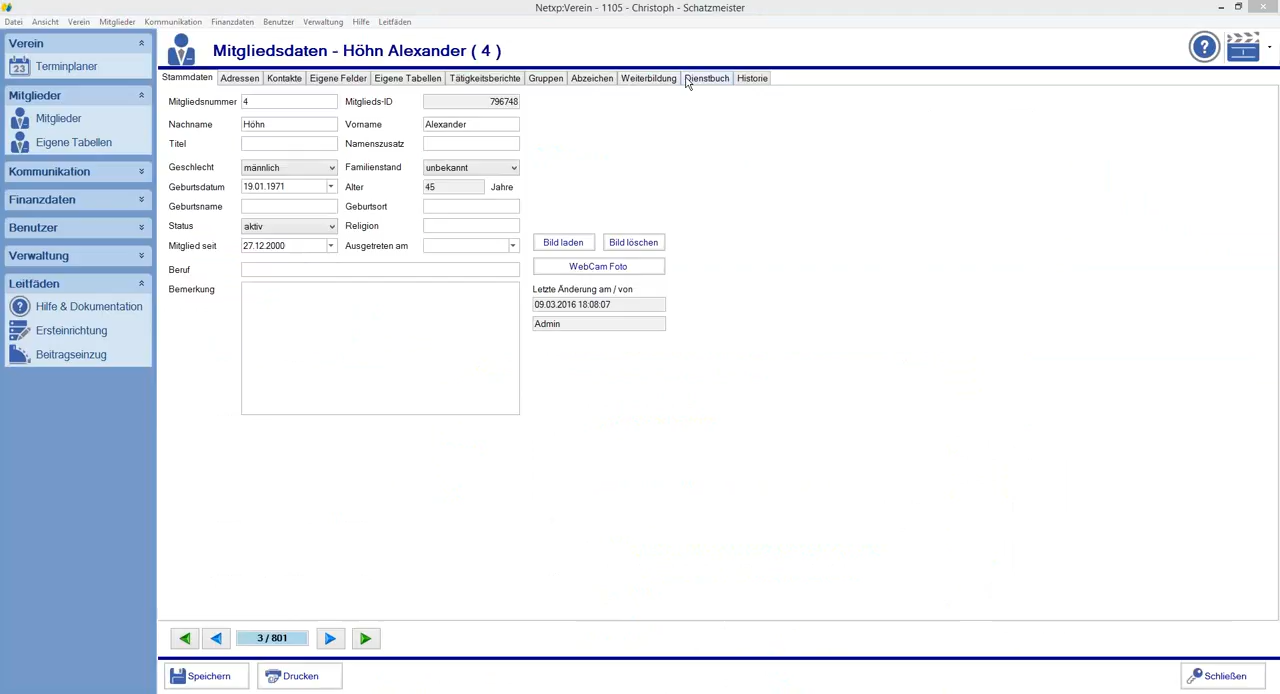 Netxp:Verein - 1105 - Christoph - Schatzmeister
Datei Ansicht Verein Mitglieder Kommunikation Finanzdaten Benutzer Verwaltung Hilfe Leitfäden
Verein
23 Terminplaner
Mitglieder
Mitglieder
Eigene Tabellen
Kommunikation
Finanzdaten
Benutzer
Verwaltung
Leitfäden
Hilfe & Dokumentation
Ersteinrichtung
Beitragseinzug
Mitgliedsdaten - Höhn Alexander ( 4 )
Stammdaten Adressen Kontakte Eigene Felder Eigene Tabellen Tätigkeitsberichte Gruppen Abzeichen Weiterbildung Dienstbuch Historie
Mitgliedsnummer 4 Mitglieds-ID 796748
Nachname Höhn Vorname Alexander
Titel Namenszusatz
Geschlecht männlich Familienstand unbekannt
Geburtsdatum 19.01.1971 Alter 45 Jahre
Geburtsname Geburtsort
Status aktiv Religion
Mitglied seit 27.12.2000 Ausgetreten am
Beruf
Bemerkung
Bild laden Bild löschen
WebCam Foto
Letzte Änderung am / von
09.03.2016 18:08:07
Admin
3 / 801
Speichern Drucken Schließen